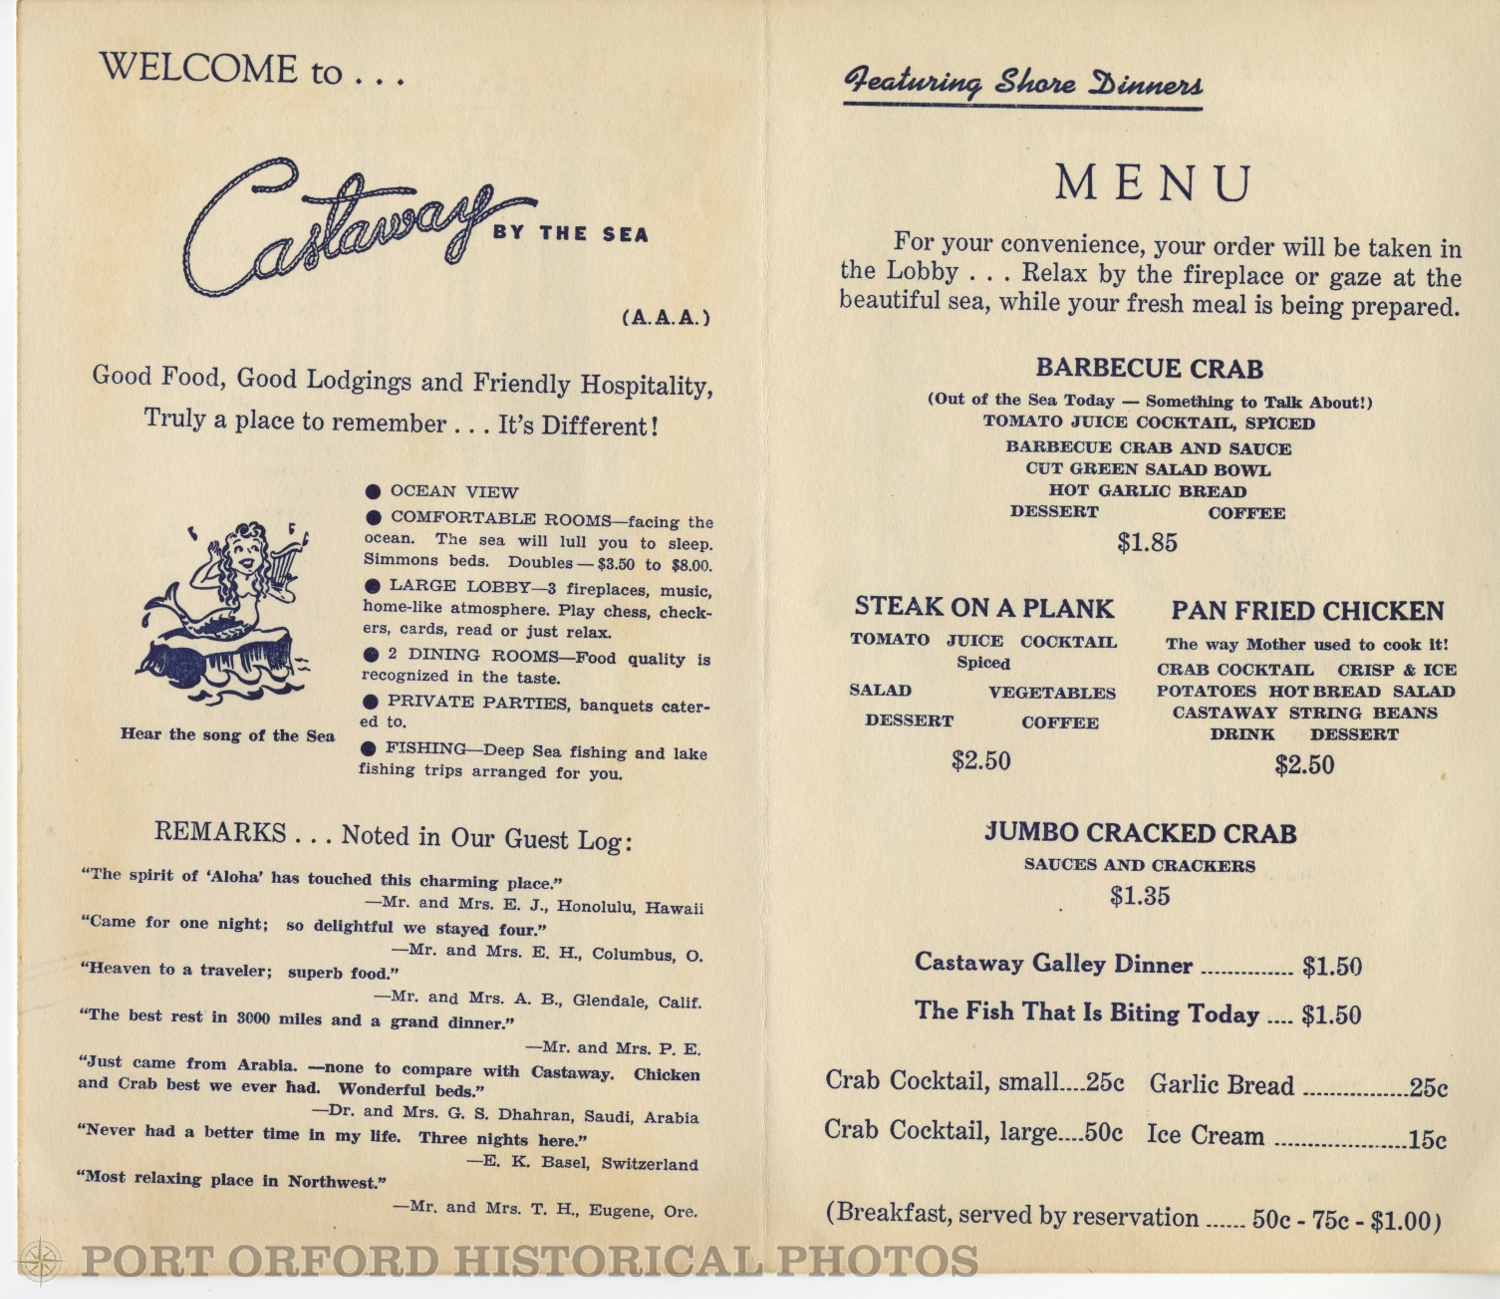 WELCOME to . . .
Castaway BY THE SEA
(A.A.A.)
Good Food, Good Lodgings and Friendly Hospitality,
Truly a place to remember . . . It's Different!
● OCEAN VIEW
● COMFORTABLE ROOMS—facing the
ocean. The sea will lull you to sleep.
Simmons beds. Doubles — $3.50 to $8.00.
● LARGE LOBBY—3 fireplaces, music,
home-like atmosphere. Play chess, check-
ers, cards, read or just relax.
● 2 DINING ROOMS—Food quality is
recognized in the taste.
● PRIVATE PARTIES, banquets cater-
ed to.
● FISHING—Deep Sea fishing and lake
fishing trips arranged for you.
Hear the song of the Sea
REMARKS . . . Noted in Our Guest Log:
"The spirit of 'Aloha' has touched this charming place."
—Mr. and Mrs. E. J., Honolulu, Hawaii
"Came for one night; so delightful we stayed four."
—Mr. and Mrs. E. H., Columbus, O.
"Heaven to a traveler; superb food."
—Mr. and Mrs. A. B., Glendale, Calif.
"The best rest in 3000 miles and a grand dinner."
—Mr. and Mrs. P. E.
"Just came from Arabia. —none to compare with Castaway. Chicken
and Crab best we ever had. Wonderful beds."
—Dr. and Mrs. G. S. Dhahran, Saudi, Arabia
"Never had a better time in my life. Three nights here."
—E. K. Basel, Switzerland
"Most relaxing place in Northwest."
—Mr. and Mrs. T. H., Eugene, Ore.
Featuring Shore Dinners
MENU
For your convenience, your order will be taken in
the Lobby . . . Relax by the fireplace or gaze at the
beautiful sea, while your fresh meal is being prepared.
BARBECUE CRAB
(Out of the Sea Today — Something to Talk About!)
TOMATO JUICE COCKTAIL, SPICED
BARBECUE CRAB AND SAUCE
CUT GREEN SALAD BOWL
HOT GARLIC BREAD
DESSERT COFFEE
$1.85
STEAK ON A PLANK
TOMATO JUICE COCKTAIL
Spiced
SALAD VEGETABLES
DESSERT COFFEE
$2.50
PAN FRIED CHICKEN
The way Mother used to cook it!
CRAB COCKTAIL CRISP & ICE
POTATOES HOT BREAD SALAD
CASTAWAY STRING BEANS
DRINK DESSERT
$2.50
JUMBO CRACKED CRAB
SAUCES AND CRACKERS
$1.35
Castaway Galley Dinner .............. $1.50
The Fish That Is Biting Today .... $1.50
Crab Cocktail, small....25c Garlic Bread ................25c
Crab Cocktail, large....50c Ice Cream ....................15c
(Breakfast, served by reservation ...... 50c - 75c - $1.00)
PORT ORFORD HISTORICAL PHOTOS